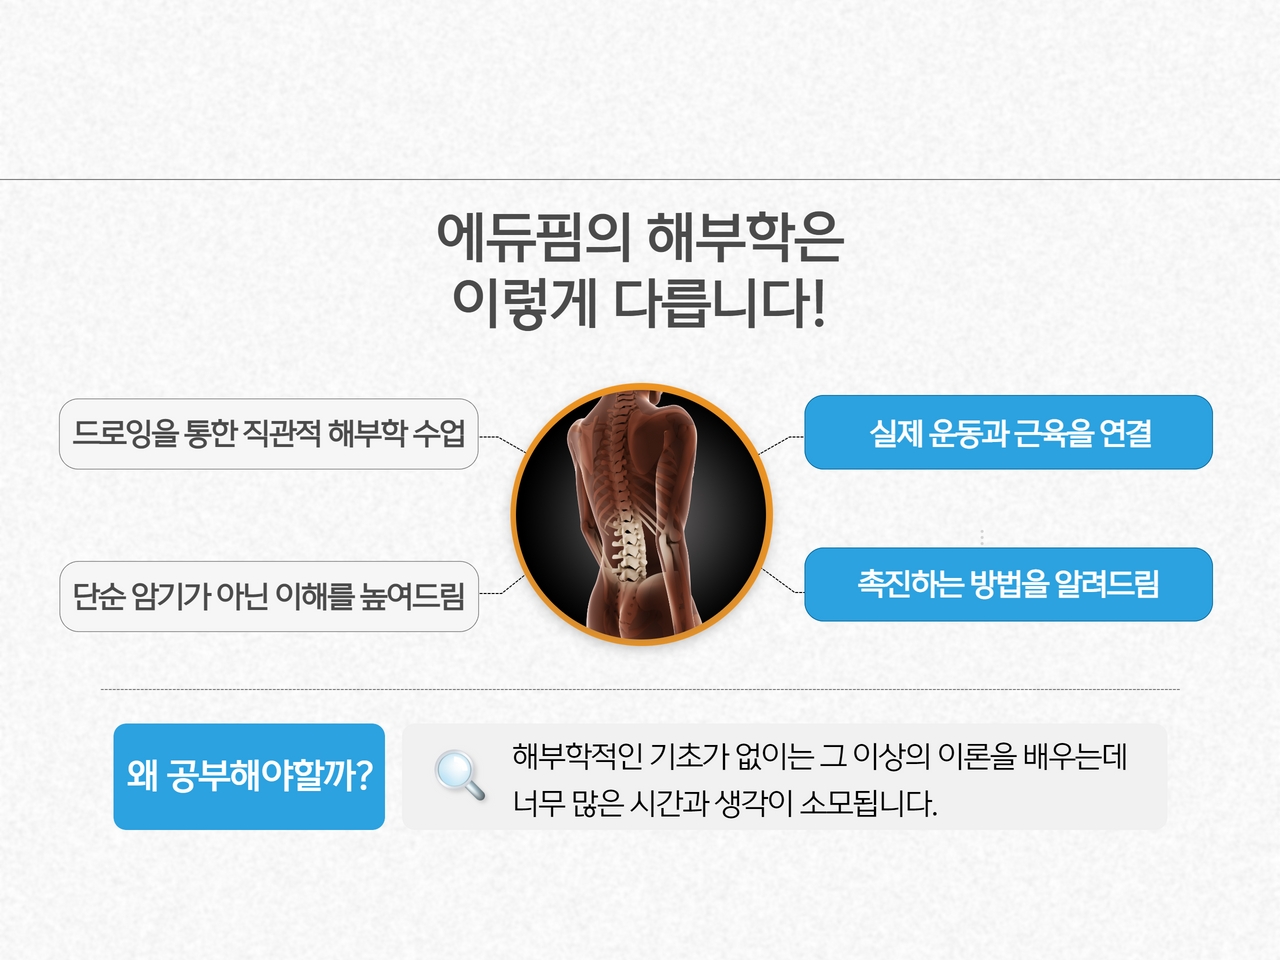 에듀핌의 해부학은
이렇게 다릅니다!
드로잉을 통한 직관적 해부학 수업
실제 운동과 근육을 연결
단순 암기가 아닌 이해를 높여드림
촉진하는 방법을 알려드림
왜 공부해야할까?
해부학적인 기초가 없이는 그 이상의 이론을 배우는데
너무 많은 시간과 생각이 소모됩니다.